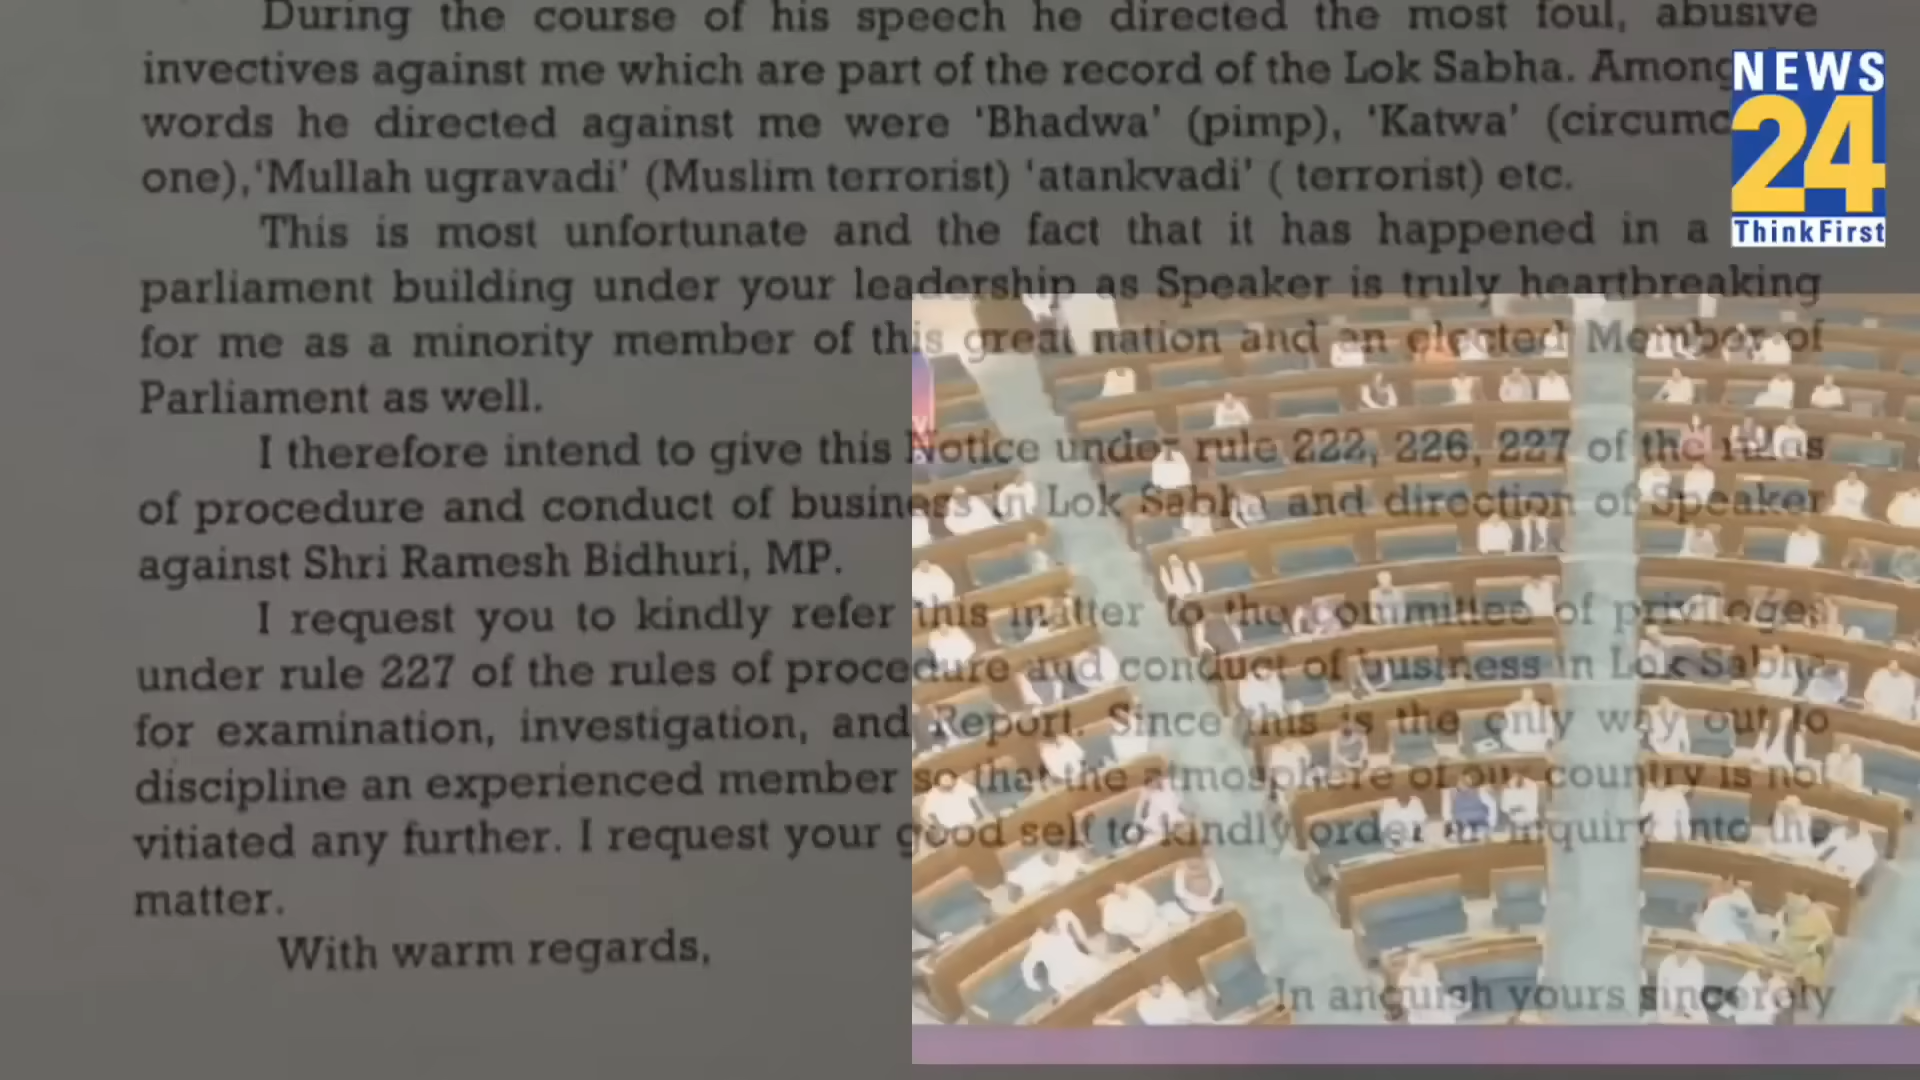 During the course of his speech he directed the most foul, abusive
invectives against me which are part of the record of the Lok Sabha. Among
words he directed against me were ‘Bhadwa’ (pimp), ‘Katwa’ (circumc
one),‘Mullah ugravadi’ (Muslim terrorist) ‘atankvadi’ ( terrorist) etc.
This is most unfortunate and the fact that it has happened in a
parliament building under your leadership as Speaker is truly heartbreaking
for me as a minority member of this great nation and an elected Member of
Parliament as well.
I therefore intend to give this Notice under rule 222, 226, 227 of the rules
of procedure and conduct of business in Lok Sabha and direction of Speaker
against Shri Ramesh Bidhuri, MP.
I request you to kindly refer this matter to the committee of privileges
under rule 227 of the rules of procedure and conduct of business in Lok Sabha
for examination, investigation, and Report. Since this is the only way out to
discipline an experienced member so that the atmosphere of our country is not
vitiated any further. I request your good self to kindly order an inquiry into the
matter.
With warm regards,
In anguish yours sincerely
NEWS
24
ThinkFirst